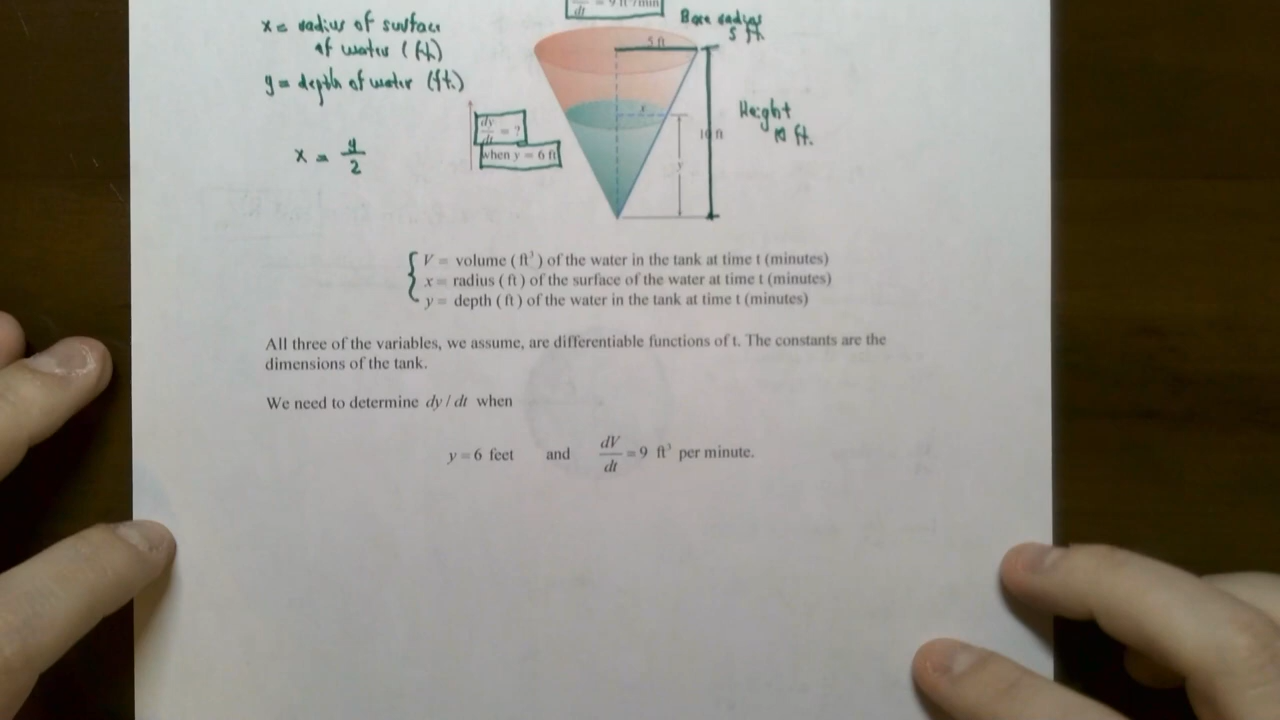 dt = 9 ft³/min
Base radius
5 ft.
x = radius of surface
of water (ft)
y = depth of water (ft.)
5 ft
x
dy
dt = ?
when y = 6 ft
Height
10 ft.
10 ft
y
x = y
2
V = volume ( ft³ ) of the water in the tank at time t (minutes)
x = radius ( ft ) of the surface of the water at time t (minutes)
y = depth ( ft ) of the water in the tank at time t (minutes)
All three of the variables, we assume, are differentiable functions of t. The constants are the
dimensions of the tank.
We need to determine dy / dt when
y = 6 feet and dV/dt = 9 ft³ per minute.